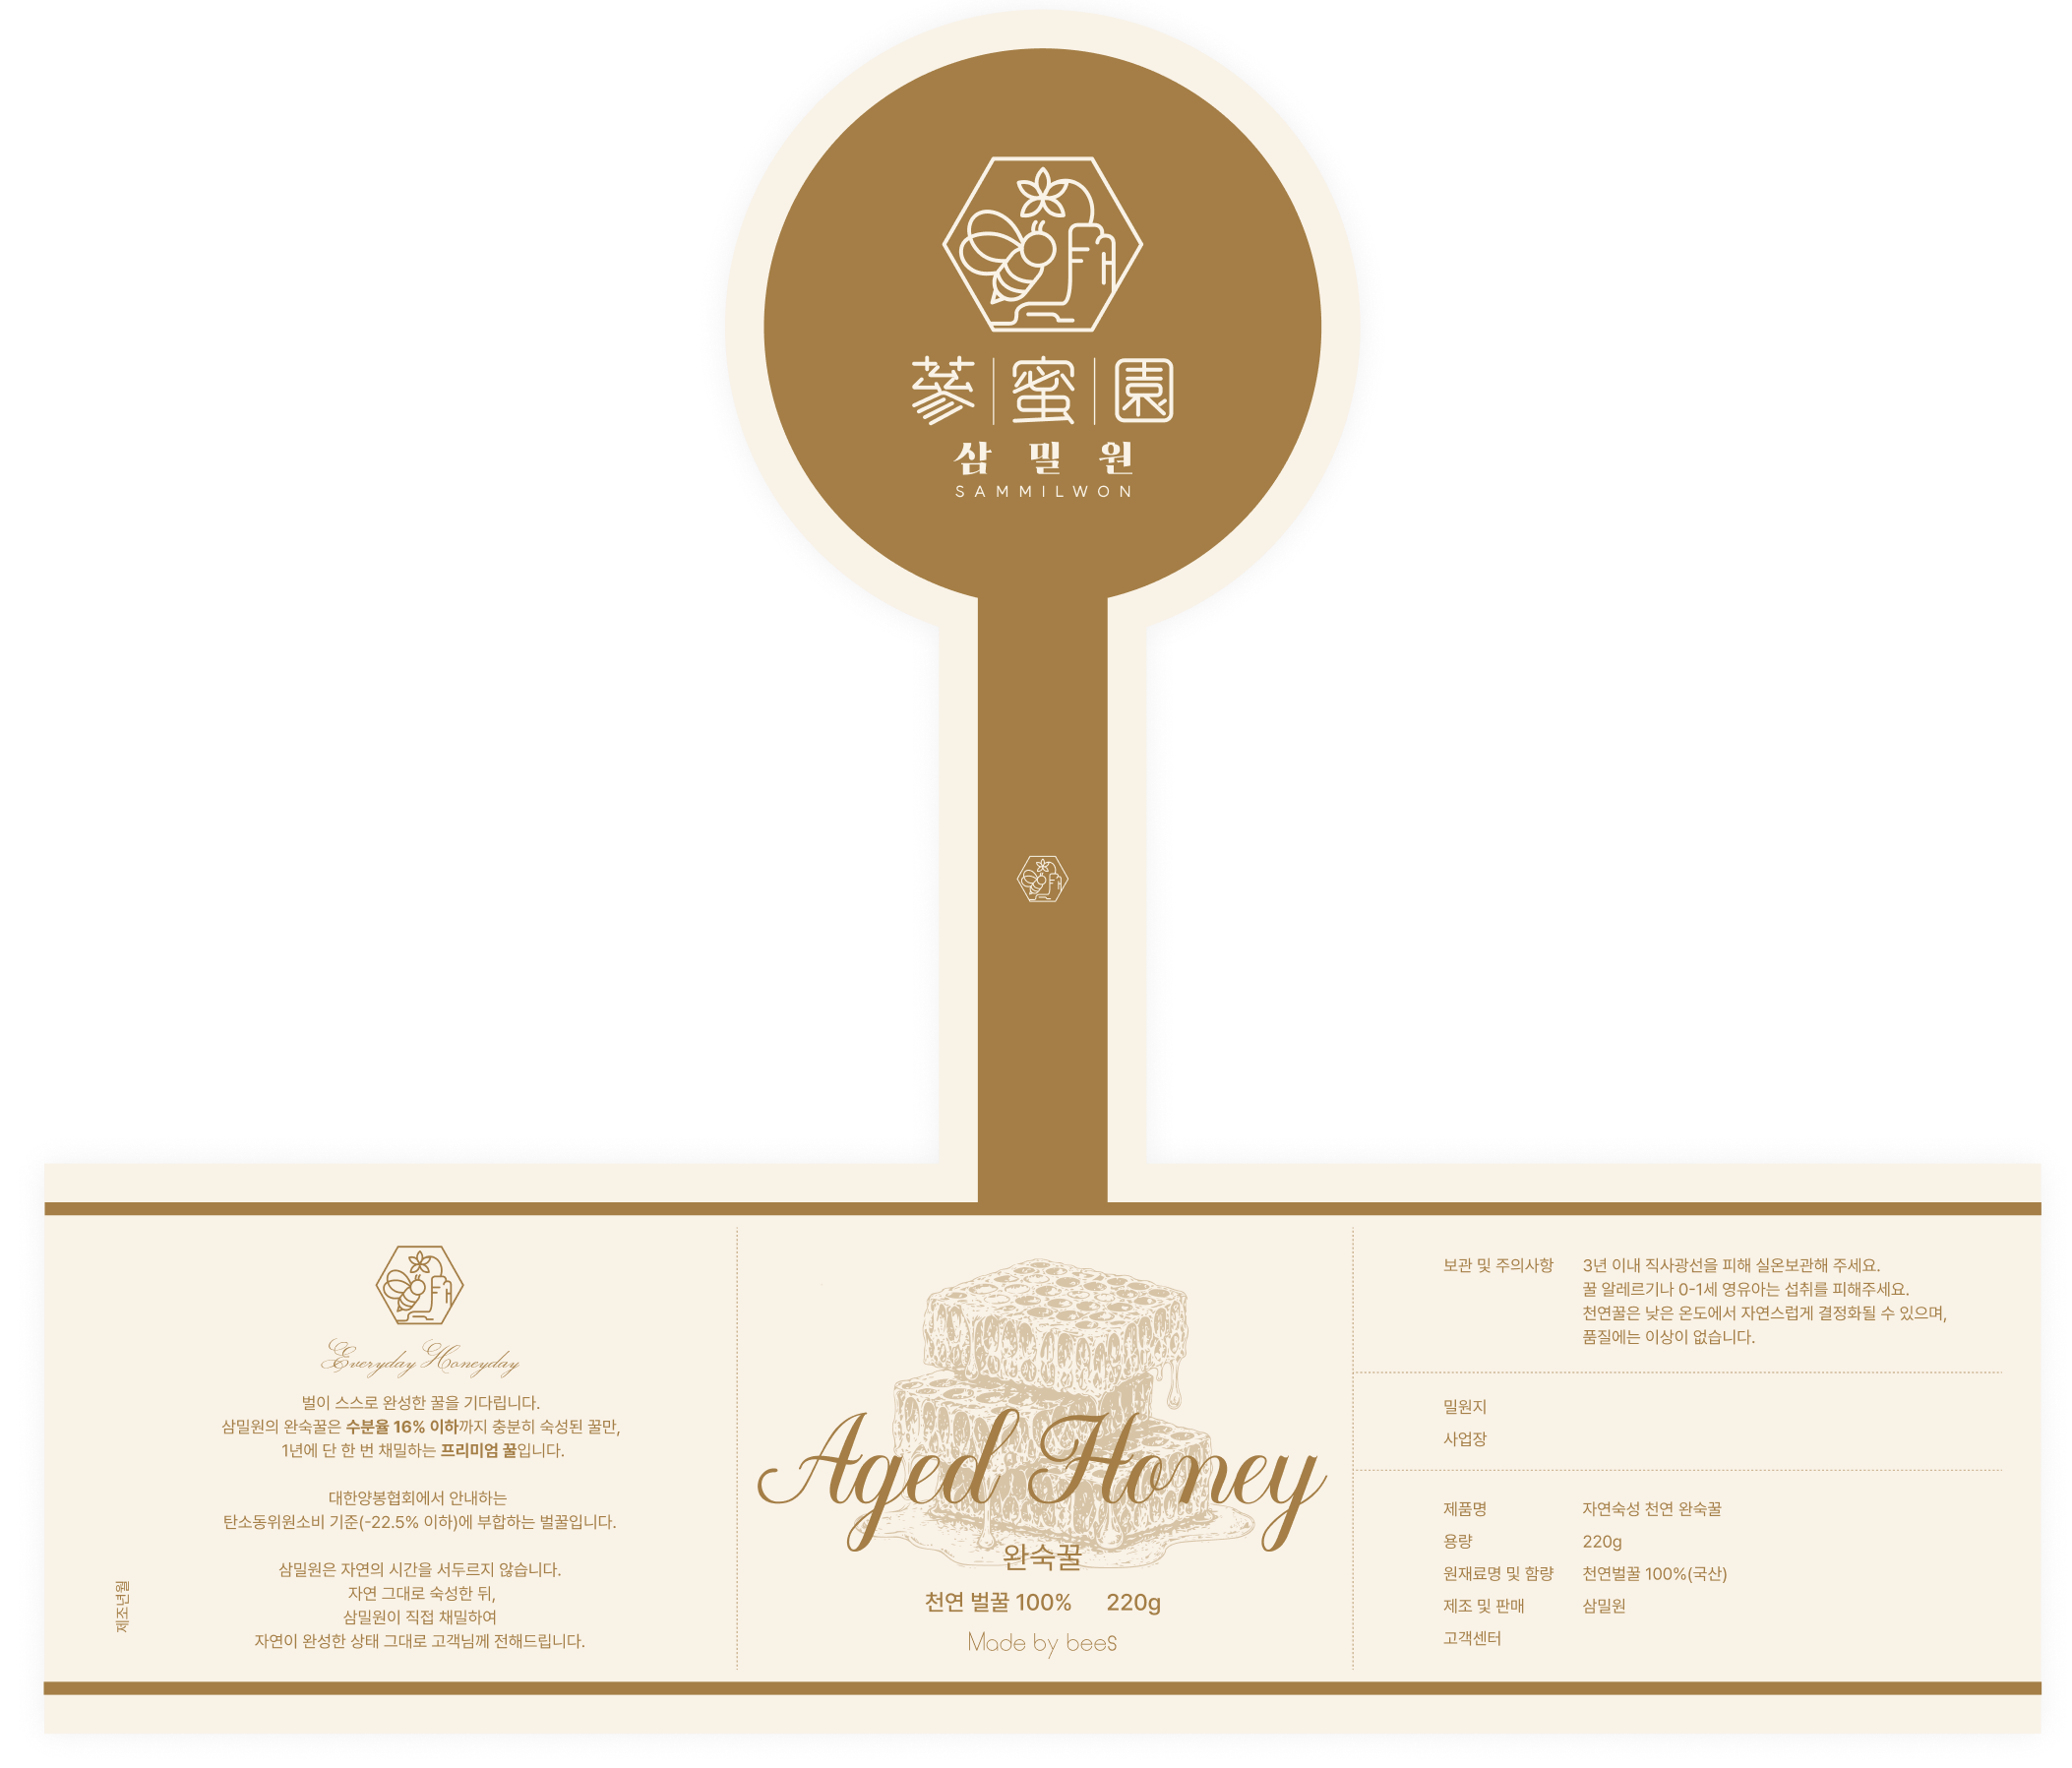 蔘 蜜 園
삼 밀 원
SAMMILWON
Everyday Honeyday
벌이 스스로 완성한 꿀을 기다립니다.
삼밀원의 완숙꿀은 수분율 16% 이하까지 충분히 숙성된 꿀만,
1년에 단 한 번 채밀하는 프리미엄 꿀입니다.
대한양봉협회에서 안내하는
탄소동위원소비 기준(-22.5% 이하)에 부합하는 벌꿀입니다.
삼밀원은 자연의 시간을 서두르지 않습니다.
자연 그대로 숙성한 뒤,
삼밀원이 직접 채밀하여
자연이 완성한 상태 그대로 고객님께 전해드립니다.
제조년월
Aged Honey
완숙꿀
천연 벌꿀 100% 220g
Made by bees
보관 및 주의사항 3년 이내 직사광선을 피해 실온보관해 주세요.
꿀 알레르기나 0-1세 영유아는 섭취를 피해주세요.
천연꿀은 낮은 온도에서 자연스럽게 결정화될 수 있으며,
품질에는 이상이 없습니다.
밀원지
사업장
제품명 자연숙성 천연 완숙꿀
용량 220g
원재료명 및 함량 천연벌꿀 100%(국산)
제조 및 판매 삼밀원
고객센터